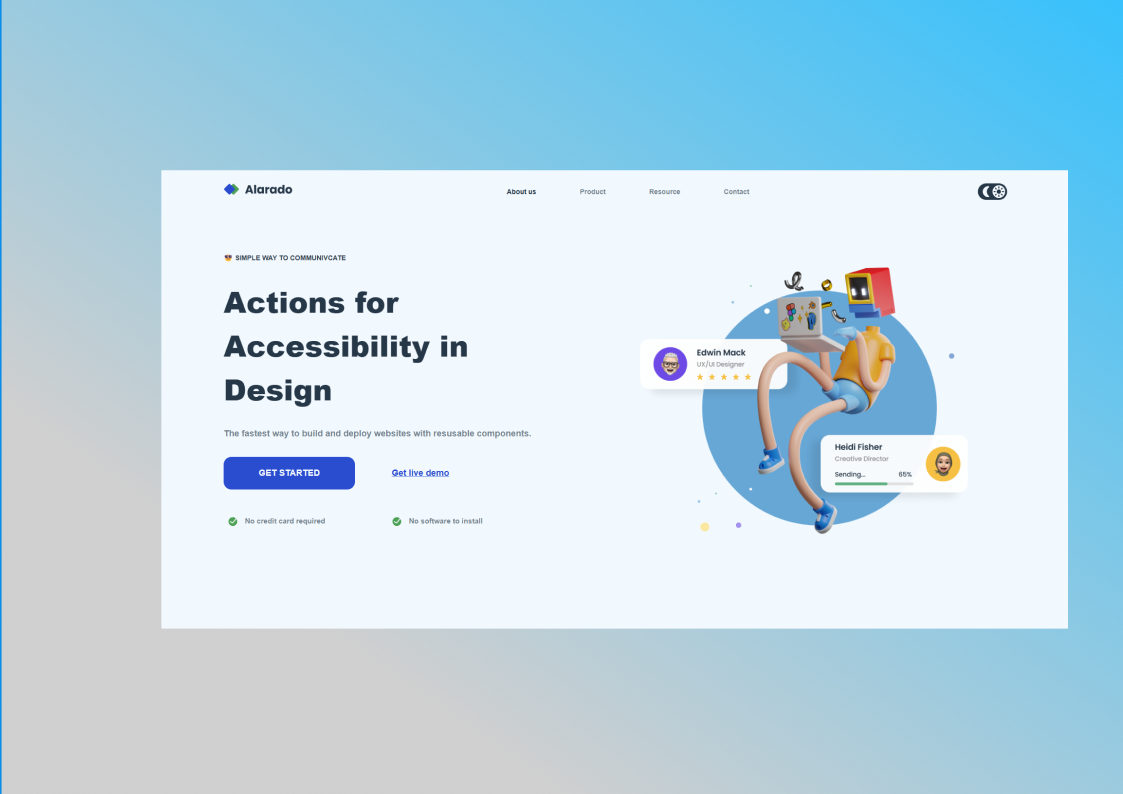 Alarado
About us
Product
Resource
Contact
SIMPLE WAY TO COMMUNIVCATE
Actions for
Accessibility in
Design
The fastest way to build and deploy websites with resusable components.
GET STARTED
Get live demo
No credit card required
No software to install
Edwin Mack
UX/UI Designer
Heidi Fisher
Creative Director
Sending...
65%